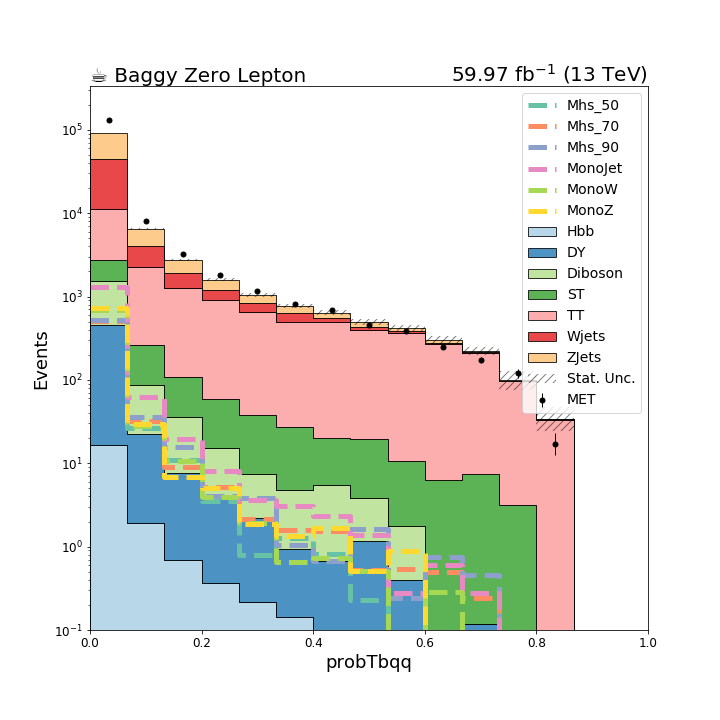 ☕ Baggy Zero Lepton
59.97 fb⁻¹ (13 TeV)
Mhs_50
Mhs_70
Mhs_90
MonoJet
MonoW
MonoZ
Hbb
DY
Diboson
ST
TT
Wjets
ZJets
Stat. Unc.
MET
Events
10⁵
10⁴
10³
10²
10¹
10⁰
10⁻¹
0.0 0.2 0.4 0.6 0.8 1.0
probTbqq